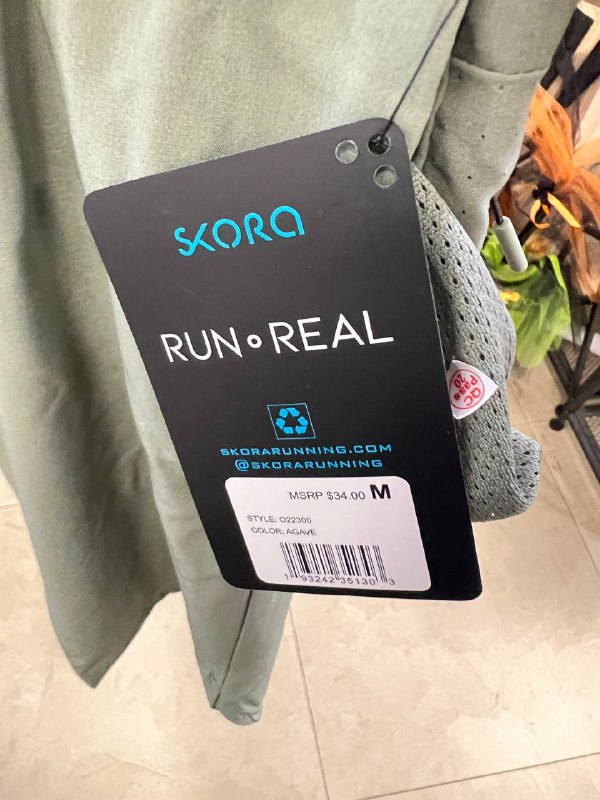 SKORA
RUN REAL
SKORARUNNING.COM
@SKORARUNNING
MSRP $34.00 M
STYLE: O22300
COLOR: AGAVE
1 93242 35130 3
QC
Pass
20